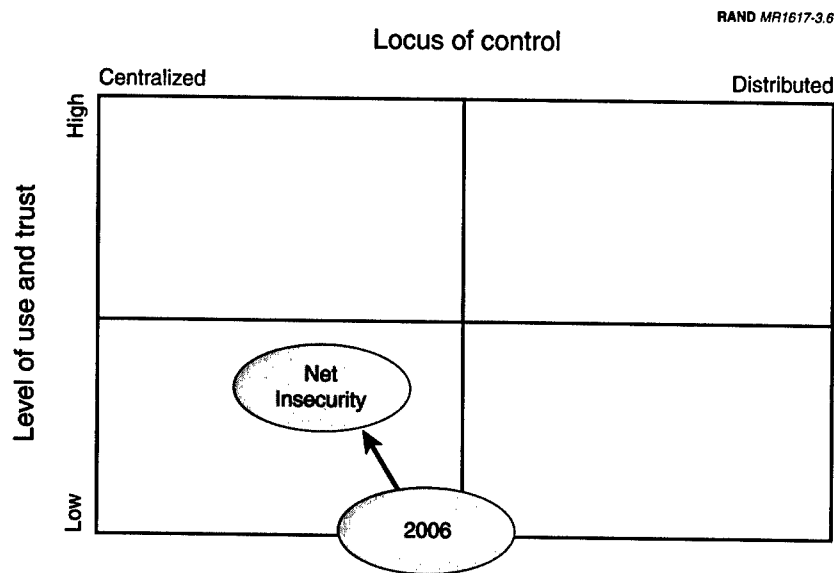 RAND MR1617-3.6
Locus of control
Centralized
Distributed
High
Level of use and trust
Low
Net
Insecurity
2006